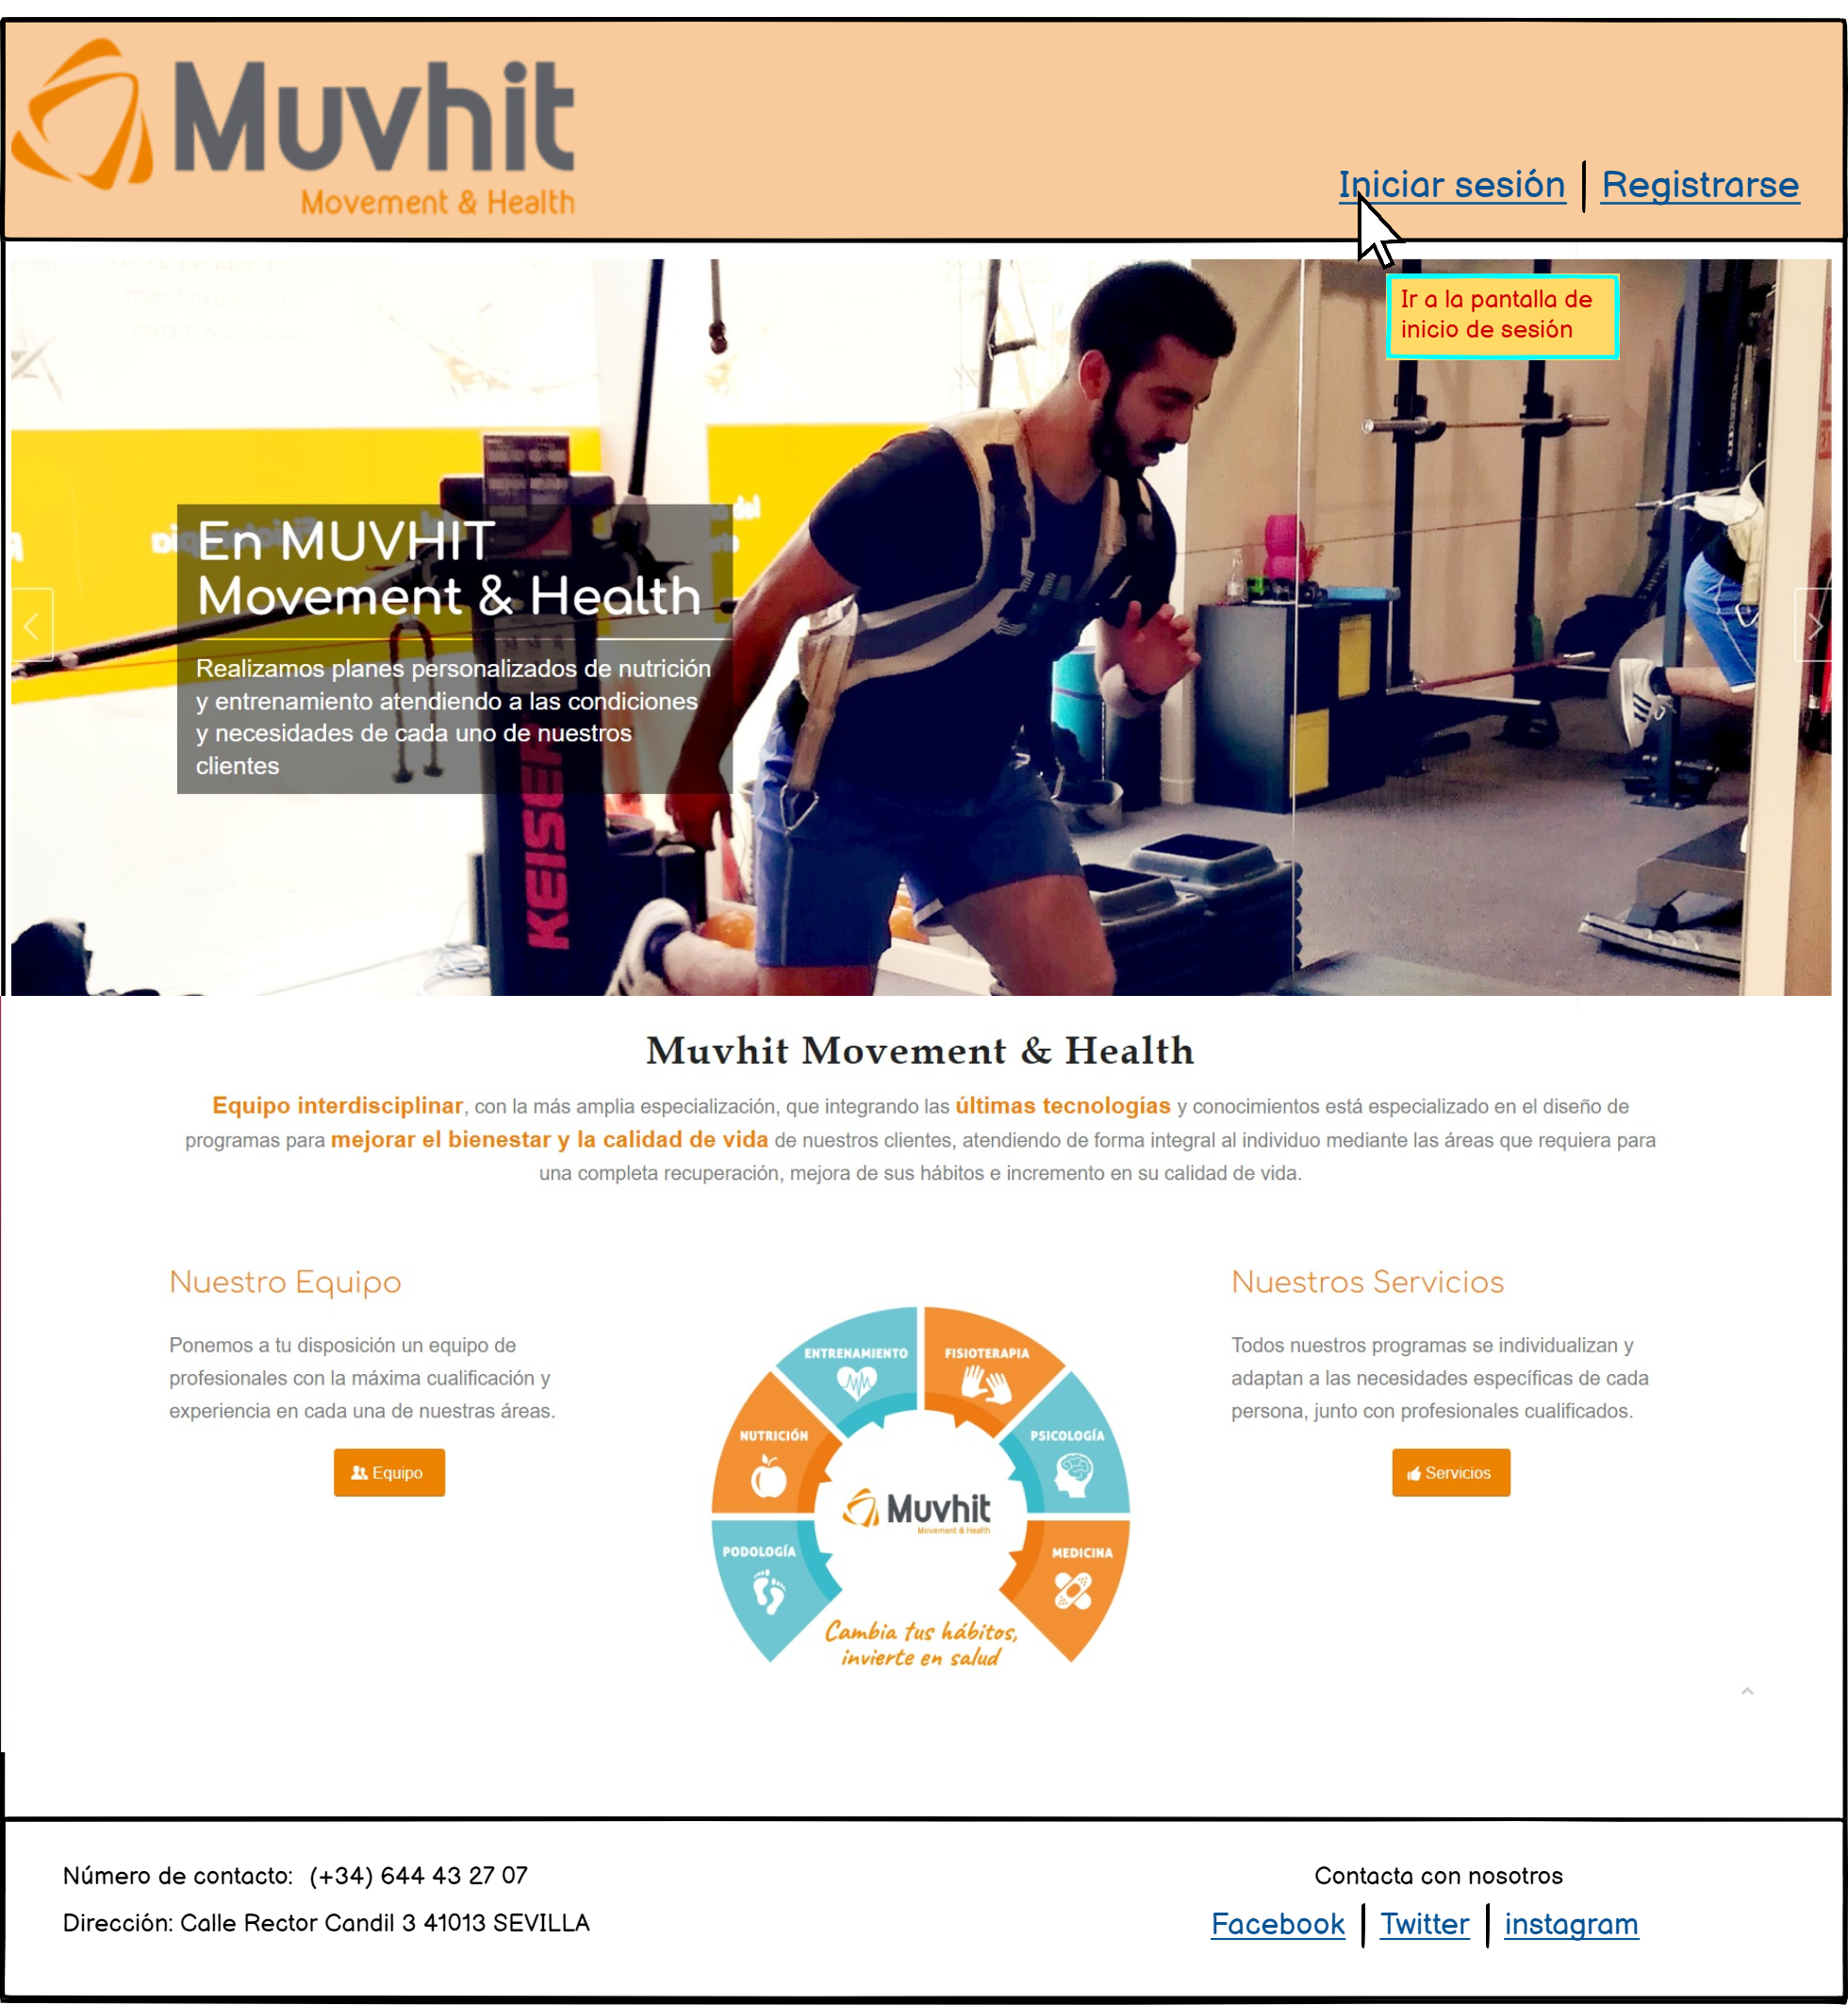 Muvhit
Movement & Health
Iniciar sesión
Registrarse
Ir a la pantalla de
inicio de sesión
En MUVHIT
Movement & Health
Realizamos planes personalizados de nutrición
y entrenamiento atendiendo a las condiciones
y necesidades de cada uno de nuestros
clientes
KEISER
Muvhit Movement & Health
Equipo interdisciplinar, con la más amplia especialización, que integrando las últimas tecnologías y conocimientos está especializado en el diseño de
programas para mejorar el bienestar y la calidad de vida de nuestros clientes, atendiendo de forma integral al individuo mediante las áreas que requiera para
una completa recuperación, mejora de sus hábitos e incremento en su calidad de vida.
Nuestro Equipo
Ponemos a tu disposición un equipo de
profesionales con la máxima cualificación y
experiencia en cada una de nuestras áreas.
Equipo
ENTRENAMIENTO
FISIOTERAPIA
NUTRICIÓN
PSICOLOGÍA
PODOLOGÍA
MEDICINA
Muvhit
Movement & Health
Cambia tus hábitos,
invierte en salud
Nuestros Servicios
Todos nuestros programas se individualizan y
adaptan a las necesidades específicas de cada
persona, junto con profesionales cualificados.
Servicios
Número de contacto: (+34) 644 43 27 07
Dirección: Calle Rector Candil 3 41013 SEVILLA
Contacta con nosotros
Facebook
Twitter
instagram